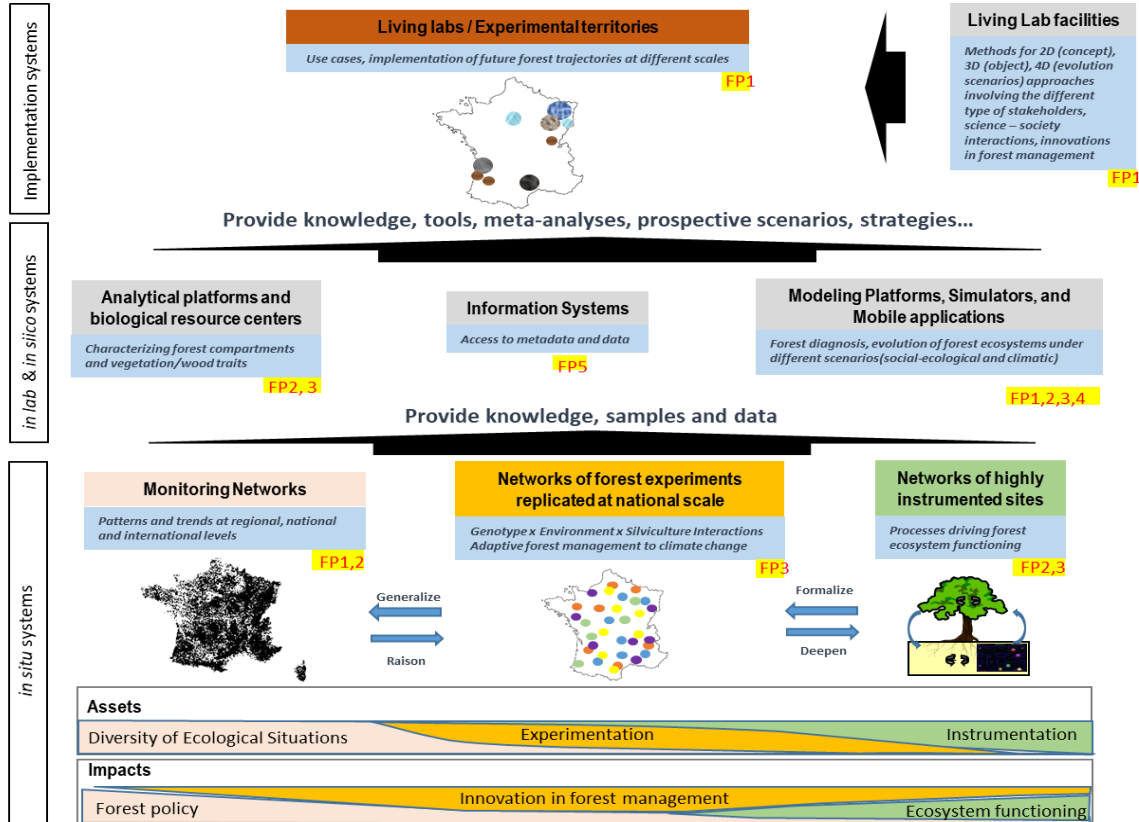 Implementation systems
Living labs / Experimental territories
Use cases, implementation of future forest trajectories at different scales
FP1
Living Lab facilities
Methods for 2D (concept),
3D (object), 4D (evolution
scenarios) approaches
involving the different
type of stakeholders,
science – society
interactions, innovations
in forest management
FP1
Provide knowledge, tools, meta-analyses, prospective scenarios, strategies...
in lab & in siico systems
Analytical platforms and
biological resource centers
Characterizing forest compartments
and vegetation/wood traits
FP2, 3
Information Systems
Access to metadata and data
FP5
Modeling Platforms, Simulators, and
Mobile applications
Forest diagnosis, evolution of forest ecosystems under
different scenarios(social-ecological and climatic)
FP1,2,3,4
Provide knowledge, samples and data
in situ systems
Monitoring Networks
Patterns and trends at regional, national
and international levels
FP1,2
Networks of forest experiments
replicated at national scale
Genotype x Environment x Silviculture Interactions
Adaptive forest management to climate change
FP3
Networks of highly
instrumented sites
Processes driving forest
ecosystem functioning
FP2,3
Generalize
Raison
Formalize
Deepen
Assets
Diversity of Ecological Situations
Experimentation
Instrumentation
Impacts
Forest policy
Innovation in forest management
Ecosystem functioning